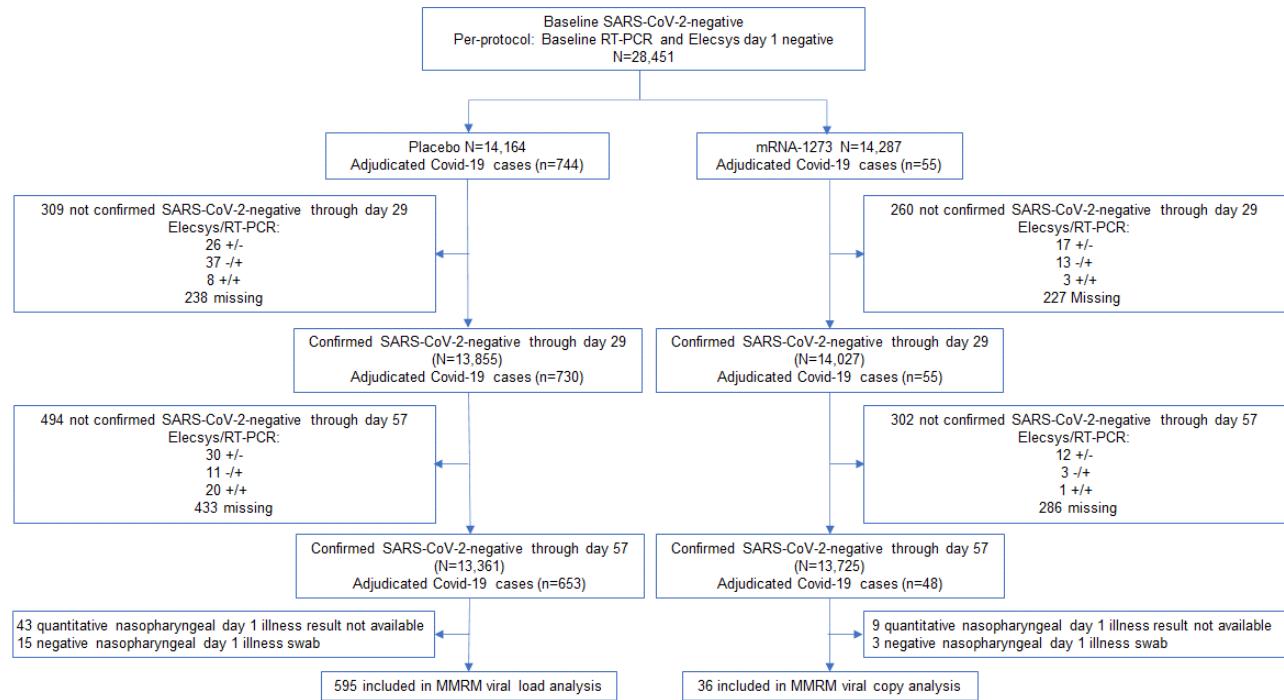 Baseline SARS-CoV-2-negative
Per-protocol: Baseline RT-PCR and Elecsys day 1 negative
N=28,451
Placebo N=14,164
Adjudicated Covid-19 cases (n=744)
mRNA-1273 N=14,287
Adjudicated Covid-19 cases (n=55)
309 not confirmed SARS-CoV-2-negative through day 29
Elecsys/RT-PCR:
26 +/-
37 -/+
8 +/+
238 missing
260 not confirmed SARS-CoV-2-negative through day 29
Elecsys/RT-PCR:
17 +/-
13 -/+
3 +/+
227 Missing
Confirmed SARS-CoV-2-negative through day 29
(N=13,855)
Adjudicated Covid-19 cases (n=730)
Confirmed SARS-CoV-2-negative through day 29
(N=14,027)
Adjudicated Covid-19 cases (n=55)
494 not confirmed SARS-CoV-2-negative through day 57
Elecsys/RT-PCR:
30 +/-
11 -/+
20 +/+
433 missing
302 not confirmed SARS-CoV-2-negative through day 57
Elecsys/RT-PCR:
12 +/-
3 -/+
1 +/+
286 missing
Confirmed SARS-CoV-2-negative through day 57
(N=13,361)
Adjudicated Covid-19 cases (n=653)
Confirmed SARS-CoV-2-negative through day 57
(N=13,725)
Adjudicated Covid-19 cases (n=48)
43 quantitative nasopharyngeal day 1 illness result not available
15 negative nasopharyngeal day 1 illness swab
9 quantitative nasopharyngeal day 1 illness result not available
3 negative nasopharyngeal day 1 illness swab
595 included in MMRM viral load analysis
36 included in MMRM viral copy analysis